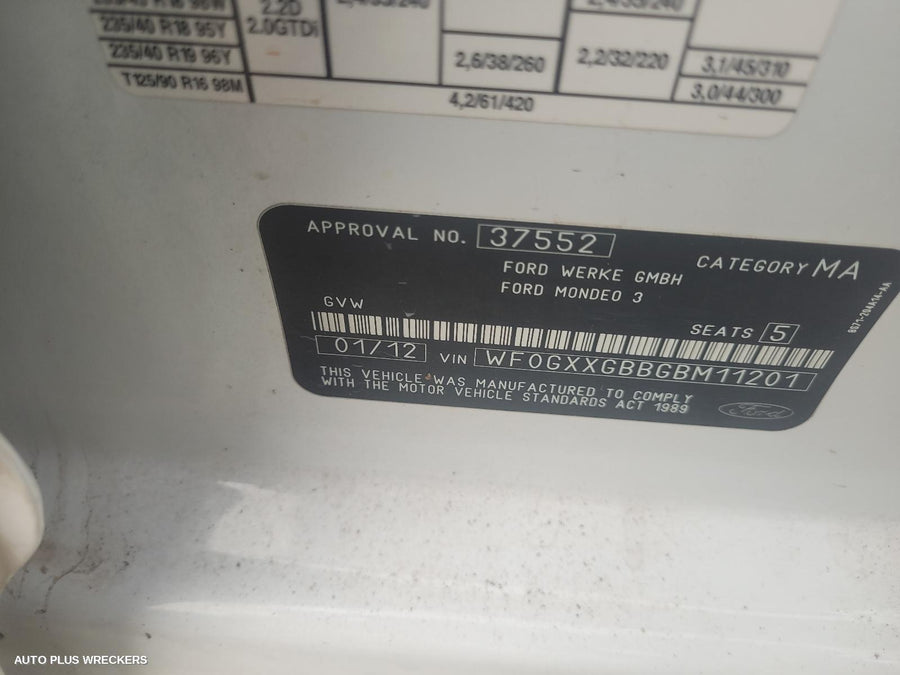 2.2D
235/40 R18 95Y 2.0GTDi
235/40 R19 96Y 2,6/38/260 2,2/32/220 3,1/45/310
T125/90 R16 98M 4,2/61/420 3,0/44/300
APPROVAL NO. 37552
CATEGORY MA
FORD WERKE GMBH
FORD MONDEO 3
GVW
SEATS 5
01/12 VIN WF0GXXGBBGBM11201
THIS VEHICLE WAS MANUFACTURED TO COMPLY
WITH THE MOTOR VEHICLE STANDARDS ACT 1989
Ford
AUTO PLUS WRECKERS